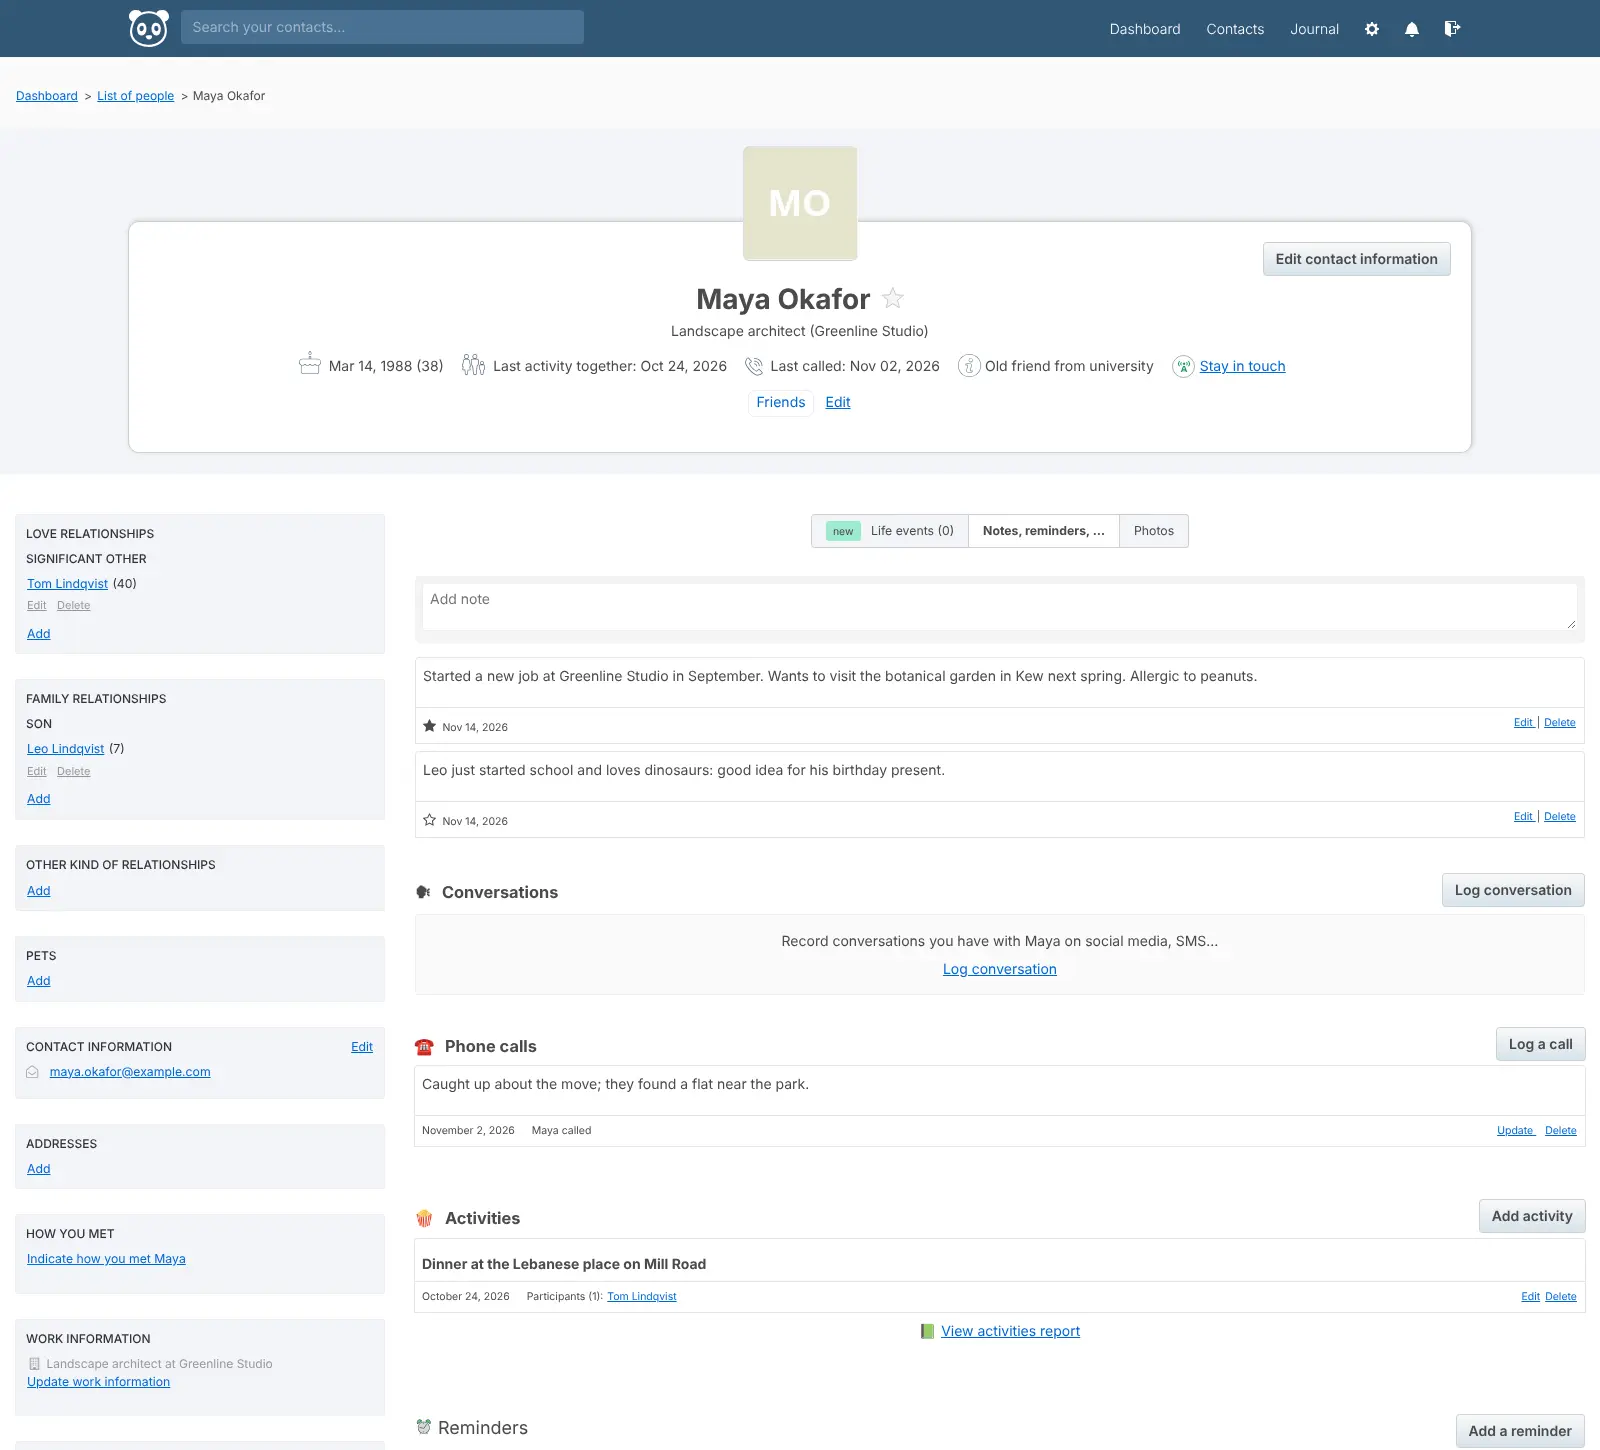 Search your contacts...
Dashboard Contacts Journal
Dashboard > List of people > Maya Okafor
MO
Edit contact information
Maya Okafor
Landscape architect (Greenline Studio)
Mar 14, 1988 (38) Last activity together: Oct 24, 2026 Last called: Nov 02, 2026 Old friend from university Stay in touch
Friends Edit
LOVE RELATIONSHIPS
SIGNIFICANT OTHER
Tom Lindqvist (40)
Edit Delete
Add
FAMILY RELATIONSHIPS
SON
Leo Lindqvist (7)
Edit Delete
Add
OTHER KIND OF RELATIONSHIPS
Add
PETS
Add
CONTACT INFORMATION Edit
maya.okafor@example.com
ADDRESSES
Add
HOW YOU MET
Indicate how you met Maya
WORK INFORMATION
Landscape architect at Greenline Studio
Update work information
new Life events (0) Notes, reminders, ... Photos
Add note
Started a new job at Greenline Studio in September. Wants to visit the botanical garden in Kew next spring. Allergic to peanuts.
Nov 14, 2026 Edit | Delete
Leo just started school and loves dinosaurs: good idea for his birthday present.
Nov 14, 2026 Edit | Delete
Conversations Log conversation
Record conversations you have with Maya on social media, SMS...
Log conversation
Phone calls Log a call
Caught up about the move; they found a flat near the park.
November 2, 2026 Maya called Update Delete
Activities Add activity
Dinner at the Lebanese place on Mill Road
October 24, 2026 Participants (1): Tom Lindqvist Edit Delete
View activities report
Reminders Add a reminder